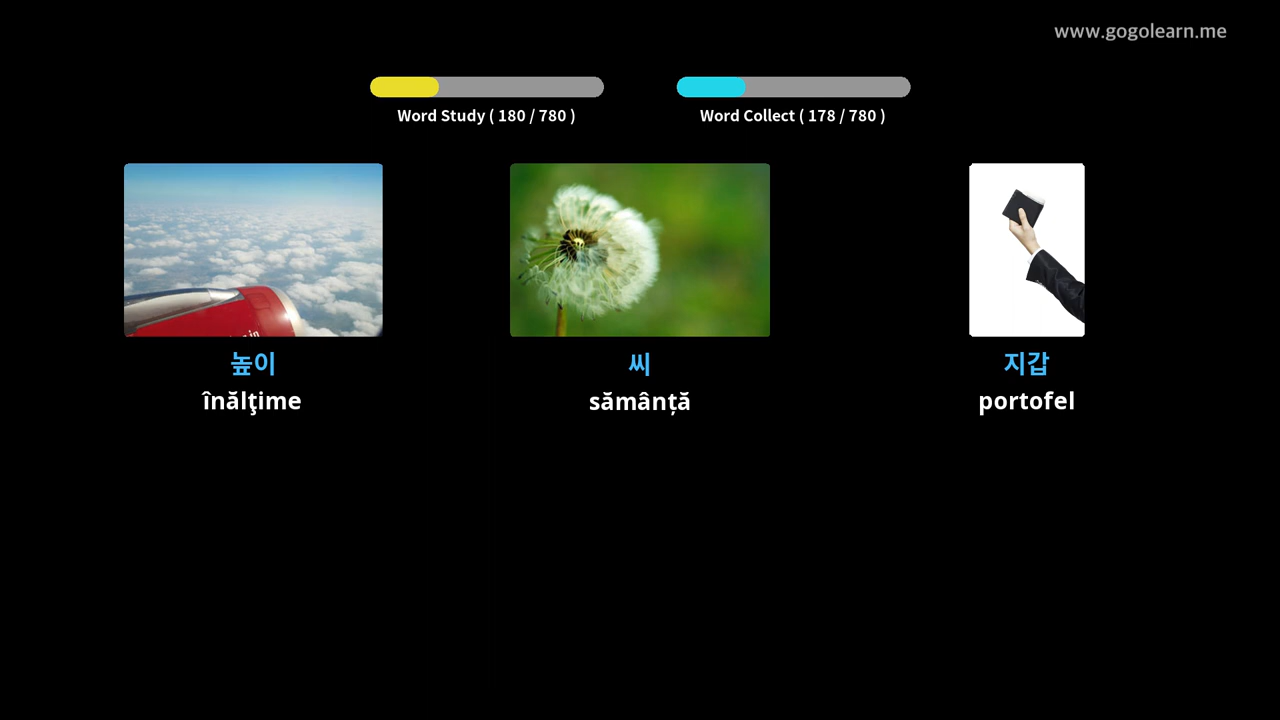 www.gogolearn.me
Word Study ( 180 / 780 )
Word Collect ( 178 / 780 )
높이
înălţime
씨
sămânță
지갑
portofel